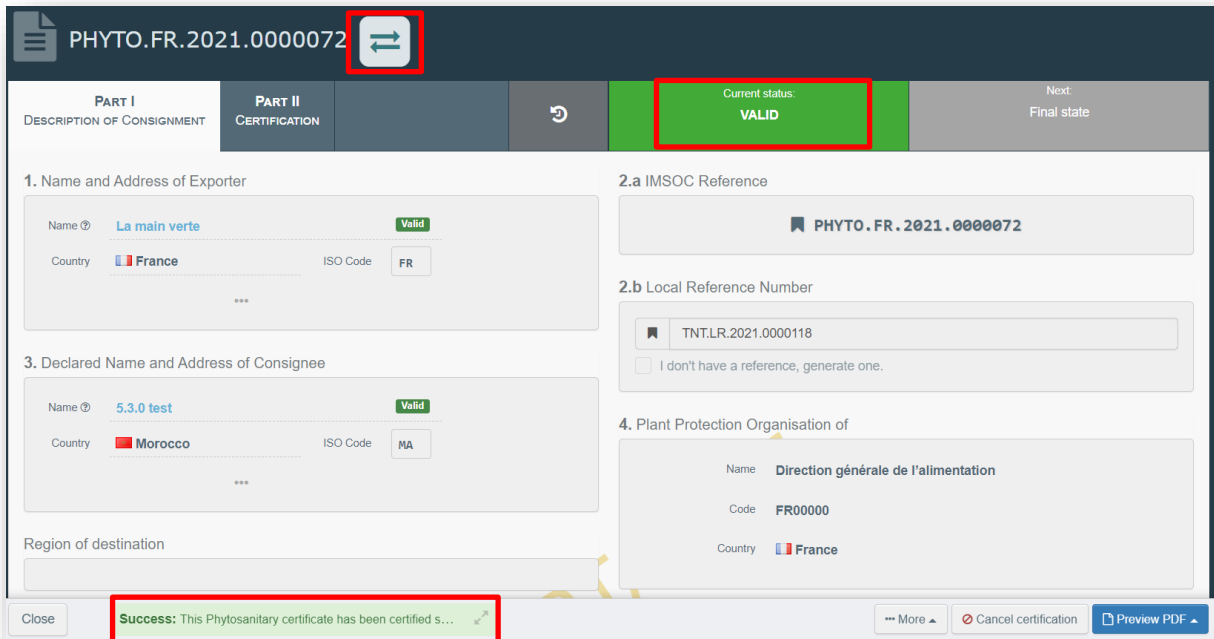 PHYTO.FR.2021.0000072
PART I
DESCRIPTION OF CONSIGNMENT
PART II
CERTIFICATION
Current status:
VALID
Next:
Final state
1. Name and Address of Exporter
Name La main verte Valid
Country France ISO Code FR
•••
2.a IMSOC Reference
PHYTO.FR.2021.0000072
2.b Local Reference Number
TNT.LR.2021.0000118
I don't have a reference, generate one.
3. Declared Name and Address of Consignee
Name 5.3.0 test Valid
Country Morocco ISO Code MA
•••
4. Plant Protection Organisation of
Name Direction générale de l'alimentation
Code FR00000
Country France
Region of destination
Close
Success: This Phytosanitary certificate has been certified s...
••• More
Cancel certification
Preview PDF